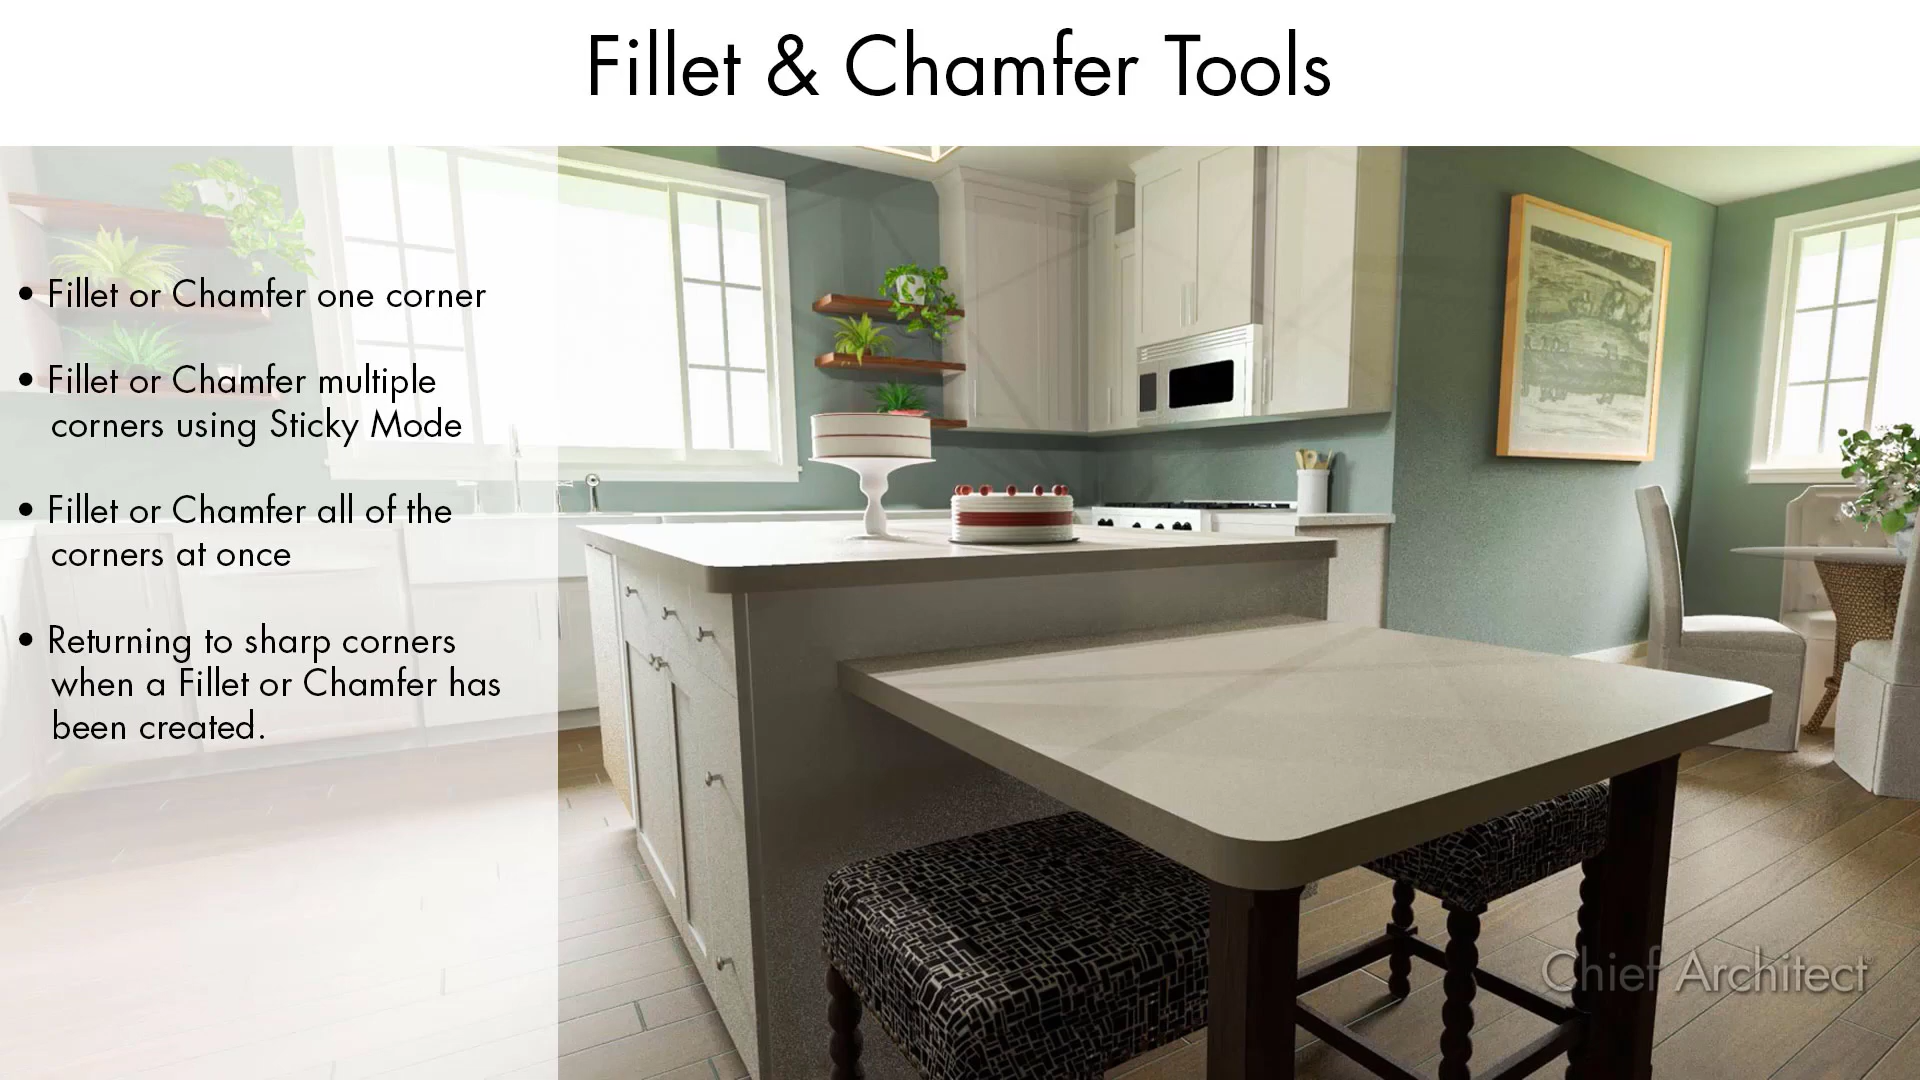 Fillet & Chamfer Tools
• Fillet or Chamfer one corner
• Fillet or Chamfer multiple
corners using Sticky Mode
• Fillet or Chamfer all of the
corners at once
• Returning to sharp corners
when a Fillet or Chamfer has
been created.
Chief Architect